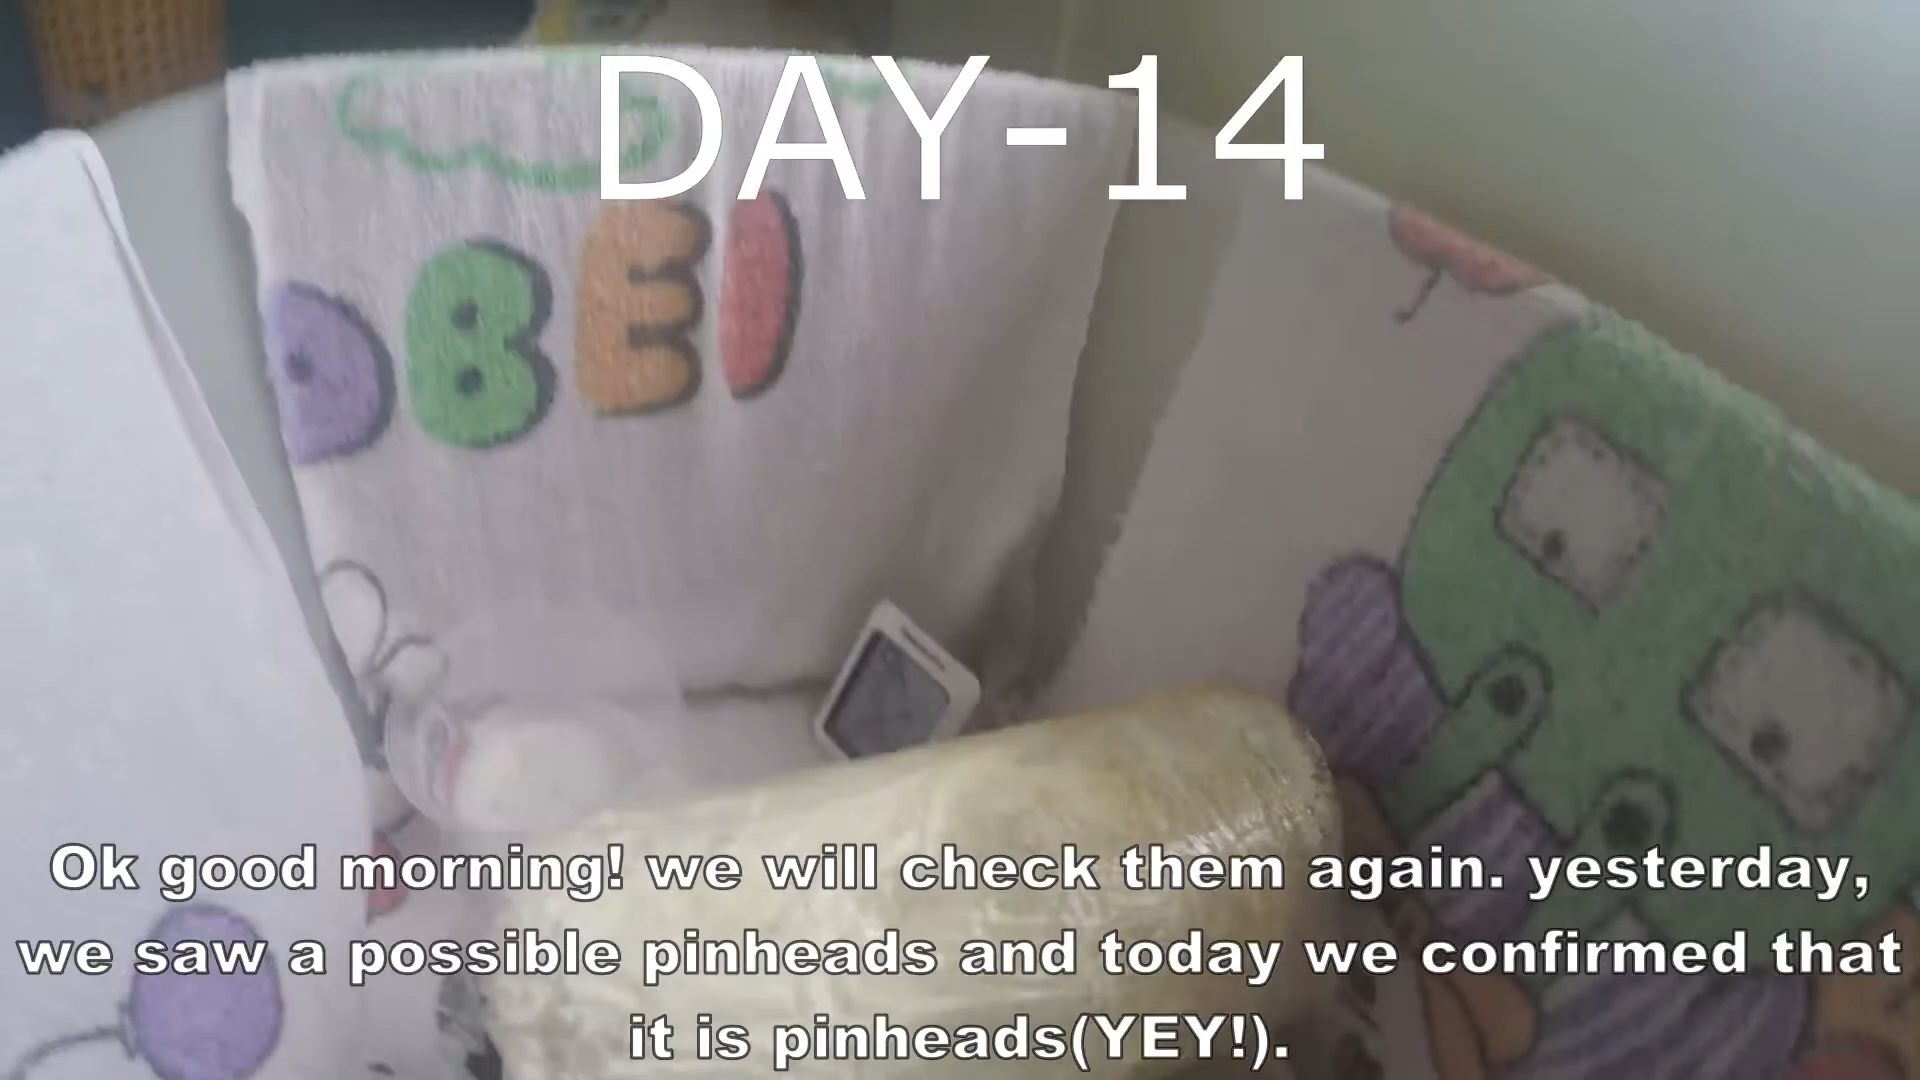 DAY-14
BEI
Ok good morning! we will check them again. yesterday,
we saw a possible pinheads and today we confirmed that
it is pinheads(YEY!).